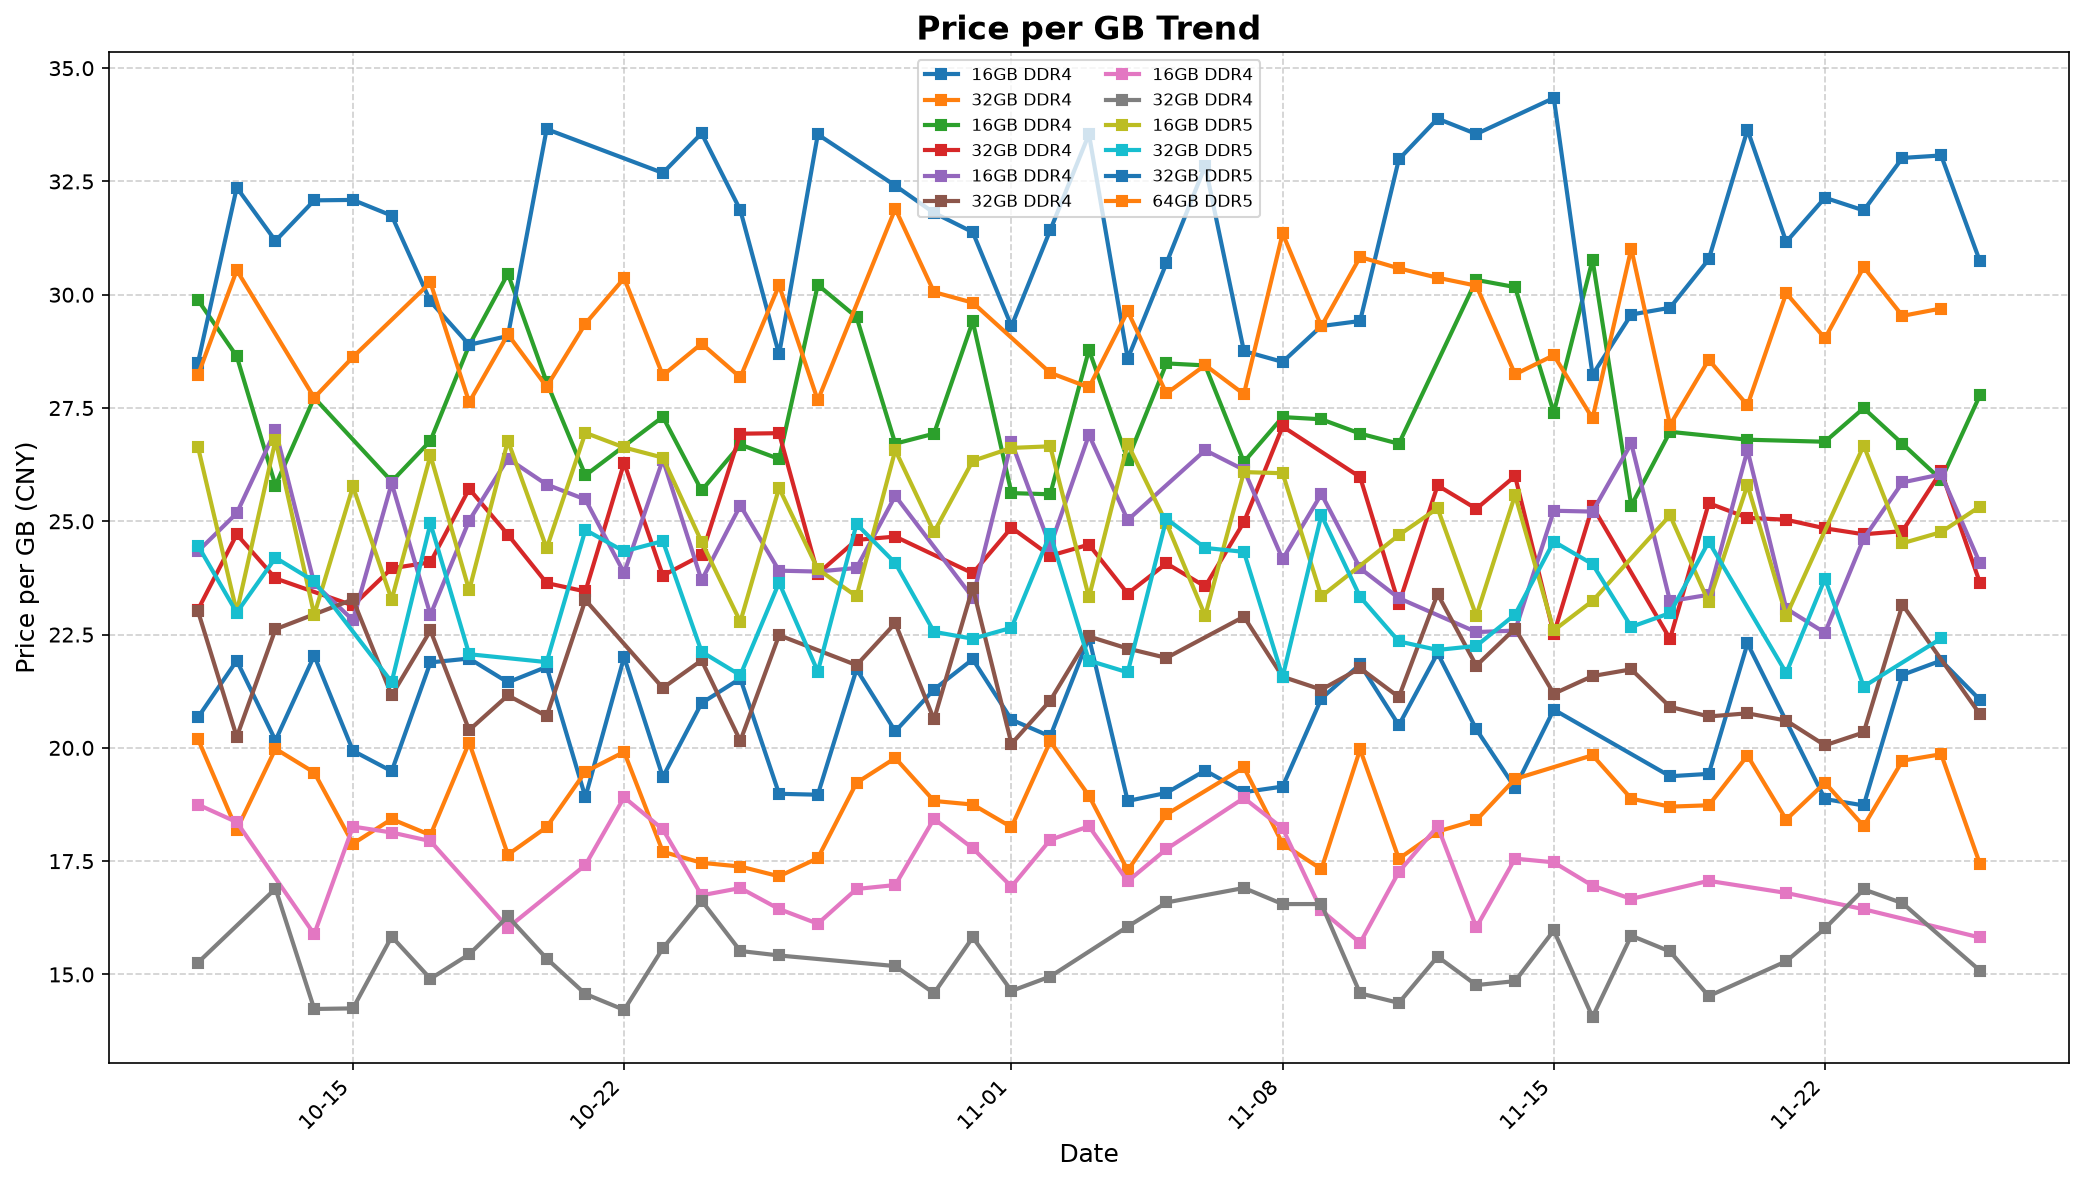 Price per GB Trend
16GB DDR4
32GB DDR4
16GB DDR4
32GB DDR4
16GB DDR4
32GB DDR4
16GB DDR4
32GB DDR4
16GB DDR5
32GB DDR5
32GB DDR5
64GB DDR5
Price per GB (CNY)
35.0
32.5
30.0
27.5
25.0
22.5
20.0
17.5
15.0
10-15
10-22
11-01
11-08
11-15
11-22
Date